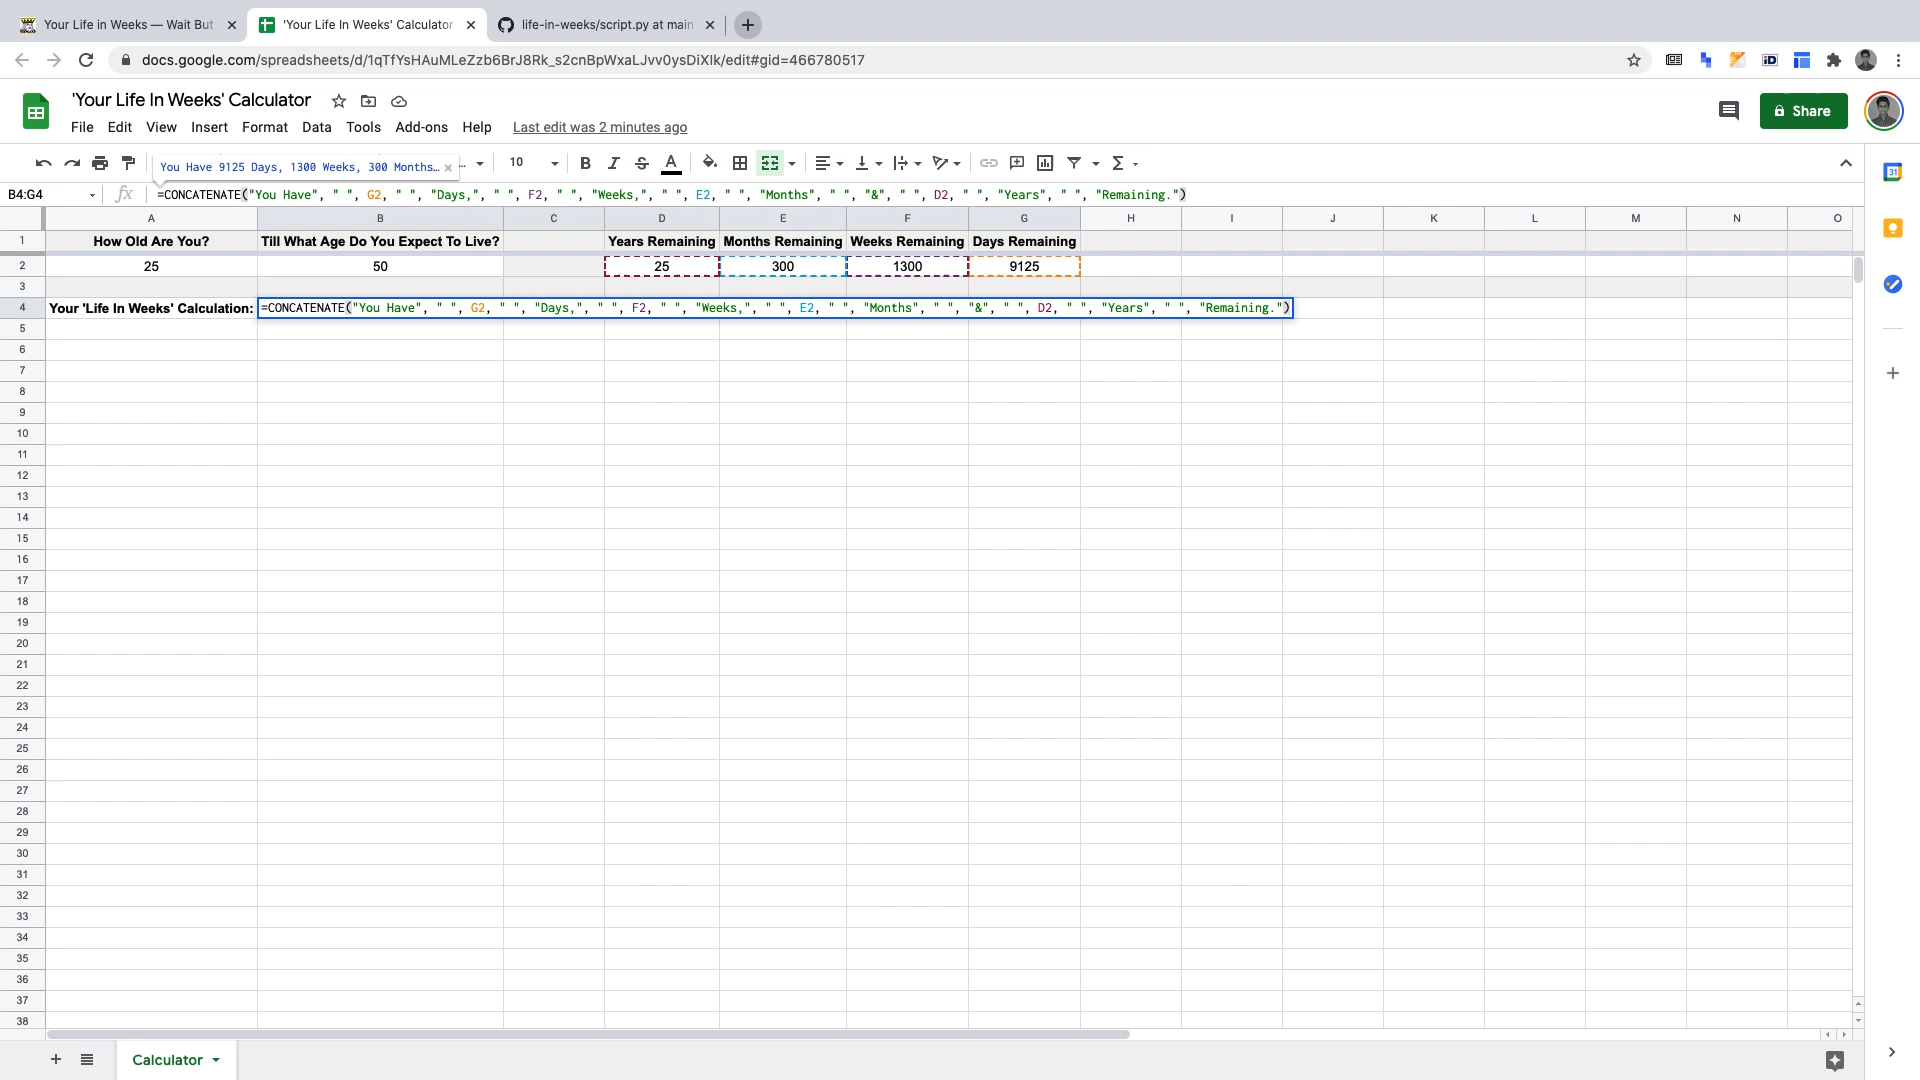 Your Life in Weeks — Wait But
'Your Life In Weeks' Calculator
life-in-weeks/script.py at main
docs.google.com/spreadsheets/d/1qTfYsHAuMLeZzb6BrJ8Rk_s2cnBpWxaLJvv0ysDiXIk/edit#gid=466780517
'Your Life In Weeks' Calculator
File Edit View Insert Format Data Tools Add-ons Help Last edit was 2 minutes ago
Share
You Have 9125 Days, 1300 Weeks, 300 Months… ×
10
B4:G4
fx =CONCATENATE("You Have", " ", G2, " ", "Days,", " ", F2, " ", "Weeks,", " ", E2, " ", "Months", " ", "&", " ", D2, " ", "Years", " ", "Remaining.")
A B C D E F G H I J K L M N O
1 How Old Are You? Till What Age Do You Expect To Live? Years Remaining Months Remaining Weeks Remaining Days Remaining
2 25 50 25 300 1300 9125
3
4 Your 'Life In Weeks' Calculation: =CONCATENATE("You Have", " ", G2, " ", "Days,", " ", F2, " ", "Weeks,", " ", E2, " ", "Months", " ", "&", " ", D2, " ", "Years", " ", "Remaining.")
5
6
7
8
9
10
11
12
13
14
15
16
17
18
19
20
21
22
23
24
25
26
27
28
29
30
31
32
33
34
35
36
37
38
Calculator